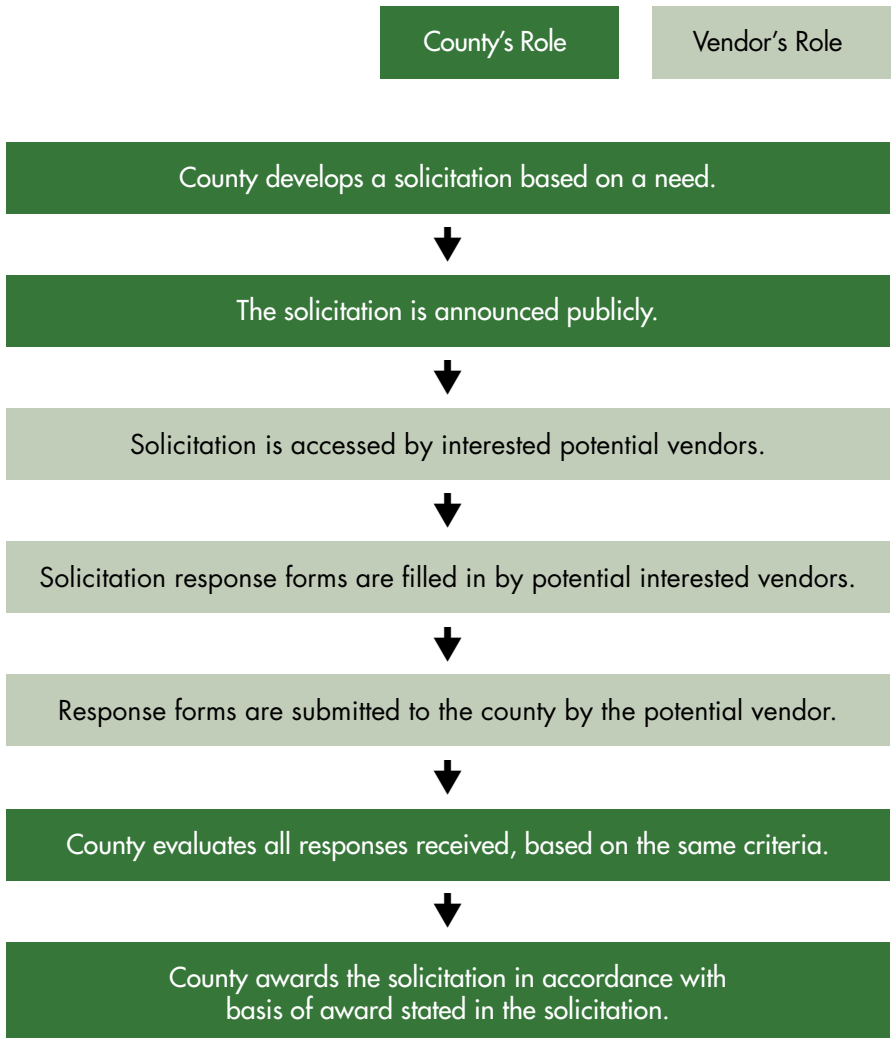 County's Role
Vendor's Role
County develops a solicitation based on a need.
The solicitation is announced publicly.
Solicitation is accessed by interested potential vendors.
Solicitation response forms are filled in by potential interested vendors.
Response forms are submitted to the county by the potential vendor.
County evaluates all responses received, based on the same criteria.
County awards the solicitation in accordance with
basis of award stated in the solicitation.